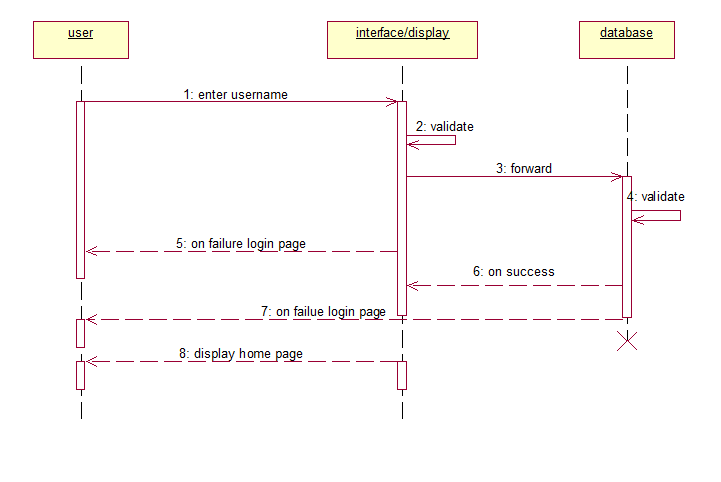 user
interface/display
database
1: enter username
2: validate
3: forward
4: validate
5: on failure login page
6: on success
7: on failue login page
8: display home page